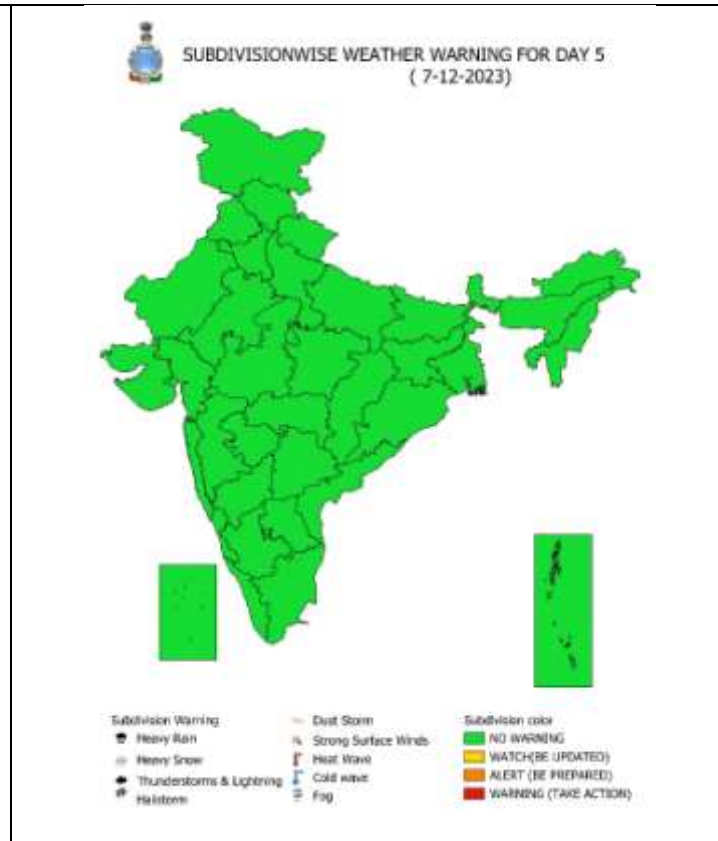 SUBDIVISIONWISE WEATHER WARNING FOR DAY 5
( 7-12-2023)
Subdivision Warning
Heavy Rain
Heavy Snow
Thunderstorms & Lightning
Hailstorm
Dust Storm
Strong Surface Winds
Heat Wave
Cold wave
Fog
Subdivision color
NO WARNING
WATCH(BE UPDATED)
ALERT (BE PREPARED)
WARNING (TAKE ACTION)